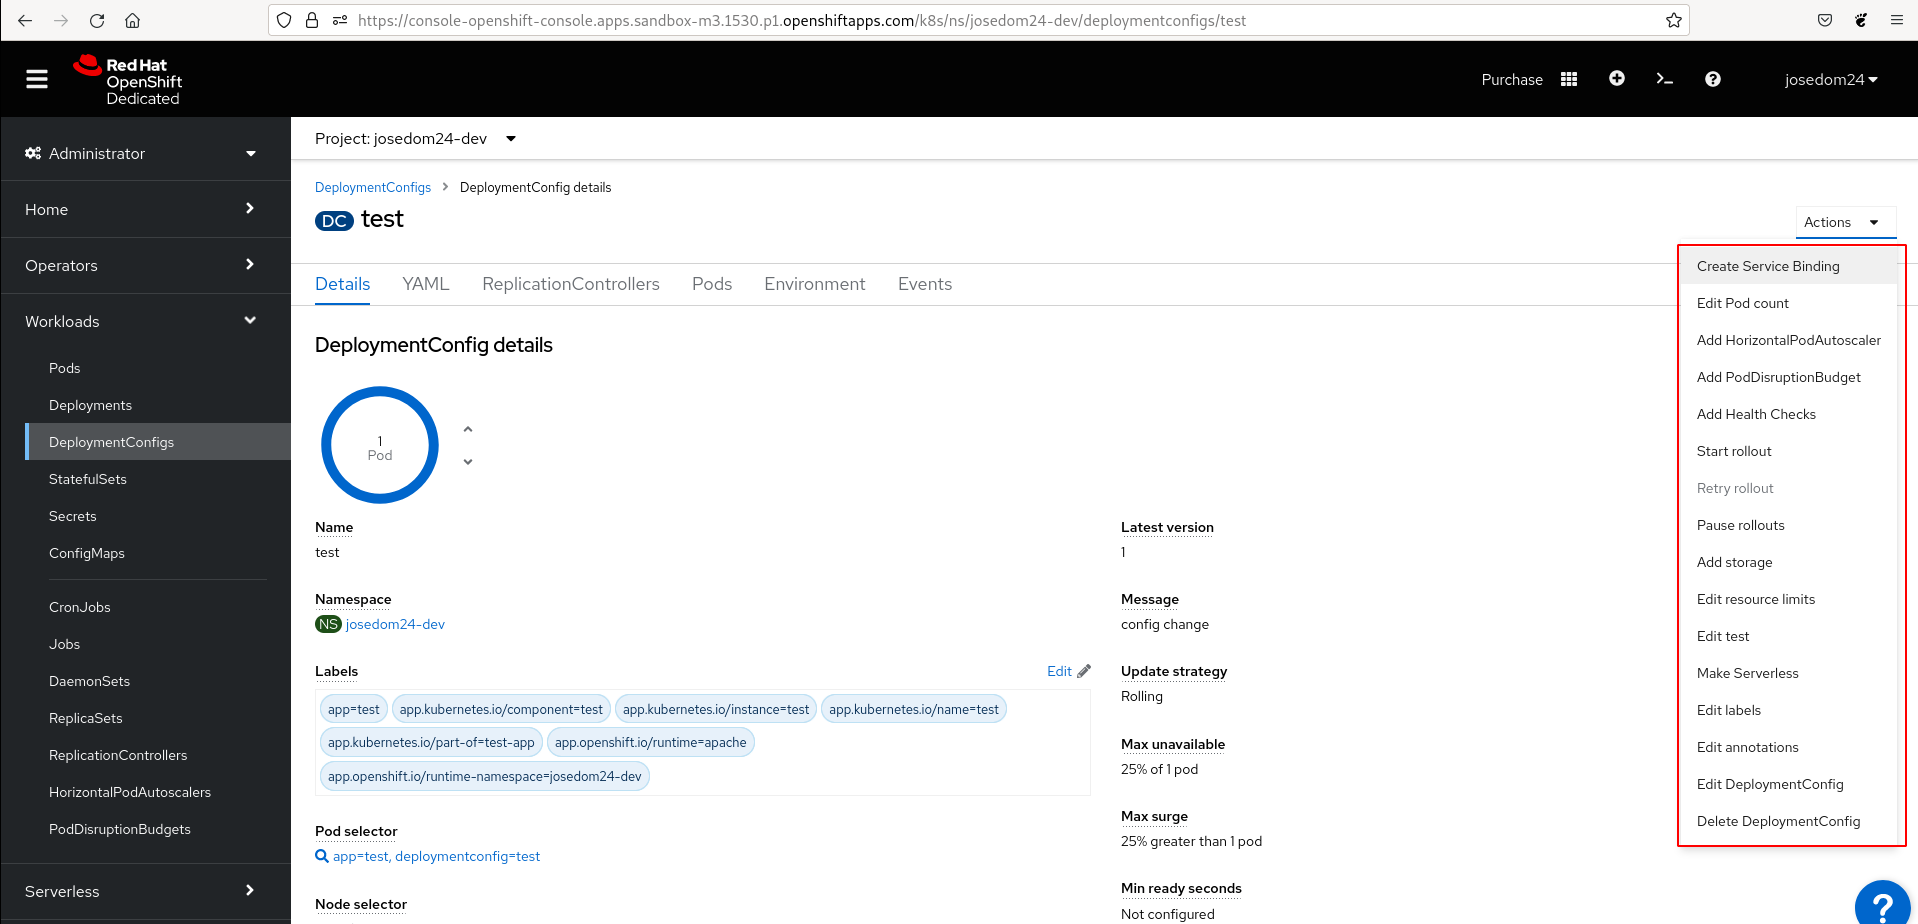 https://console-openshift-console.apps.sandbox-m3.1530.p1.openshiftapps.com/k8s/ns/josedom24-dev/deploymentconfigs/test
Red Hat
OpenShift
Dedicated
Purchase
josedom24
Administrator
Home
Operators
Workloads
Pods
Deployments
DeploymentConfigs
StatefulSets
Secrets
ConfigMaps
CronJobs
Jobs
DaemonSets
ReplicaSets
ReplicationControllers
HorizontalPodAutoscalers
PodDisruptionBudgets
Serverless
Project: josedom24-dev
DeploymentConfigs DeploymentConfig details
DC test
Actions
Details YAML ReplicationControllers Pods Environment Events
DeploymentConfig details
1
Pod
Name
test
Namespace
NS josedom24-dev
Labels Edit
app=test app.kubernetes.io/component=test app.kubernetes.io/instance=test app.kubernetes.io/name=test
app.kubernetes.io/part-of=test-app app.openshift.io/runtime=apache
app.openshift.io/runtime-namespace=josedom24-dev
Pod selector
app=test, deploymentconfig=test
Node selector
Latest version
1
Message
config change
Update strategy
Rolling
Max unavailable
25% of 1 pod
Max surge
25% greater than 1 pod
Min ready seconds
Not configured
Create Service Binding
Edit Pod count
Add HorizontalPodAutoscaler
Add PodDisruptionBudget
Add Health Checks
Start rollout
Retry rollout
Pause rollouts
Add storage
Edit resource limits
Edit test
Make Serverless
Edit labels
Edit annotations
Edit DeploymentConfig
Delete DeploymentConfig
?